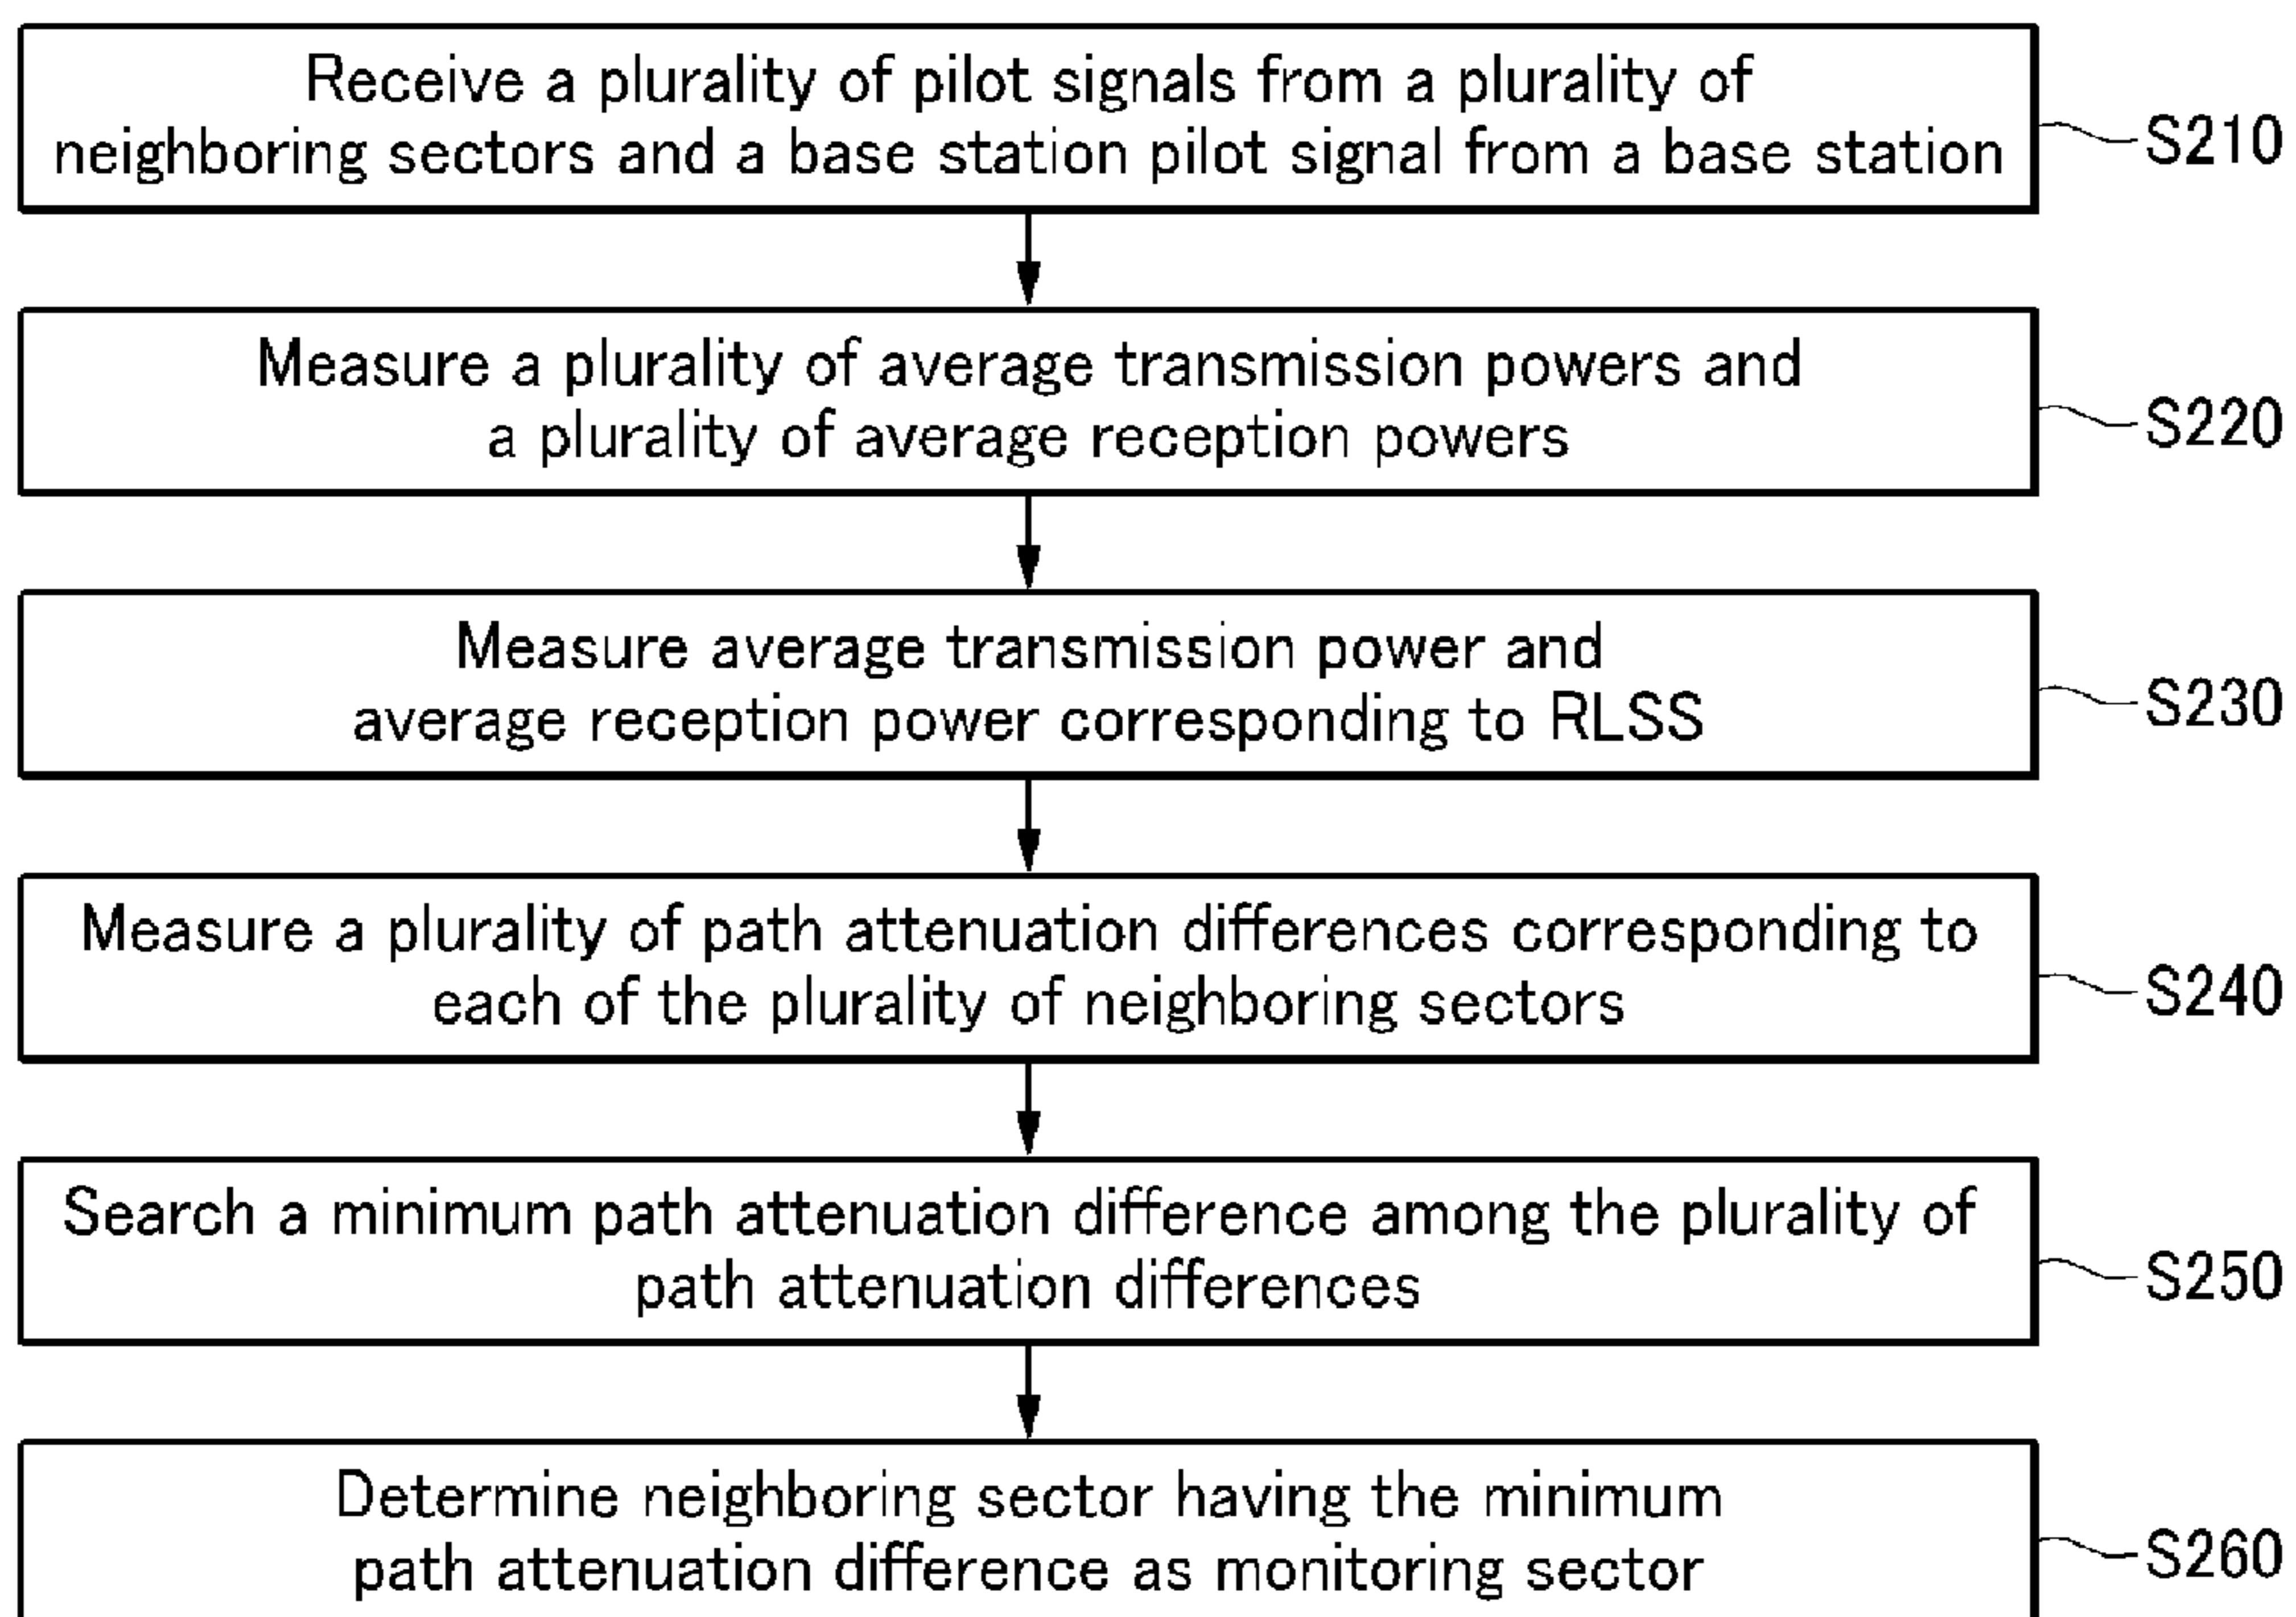 Receive a plurality of pilot signals from a plurality of
neighboring sectors and a base station pilot signal from a base station
S210
Measure a plurality of average transmission powers and
a plurality of average reception powers
S220
Measure average transmission power and
average reception power corresponding to RLSS
S230
Measure a plurality of path attenuation differences corresponding to
each of the plurality of neighboring sectors
S240
Search a minimum path attenuation difference among the plurality of
path attenuation differences
S250
Determine neighboring sector having the minimum
path attenuation difference as monitoring sector
S260